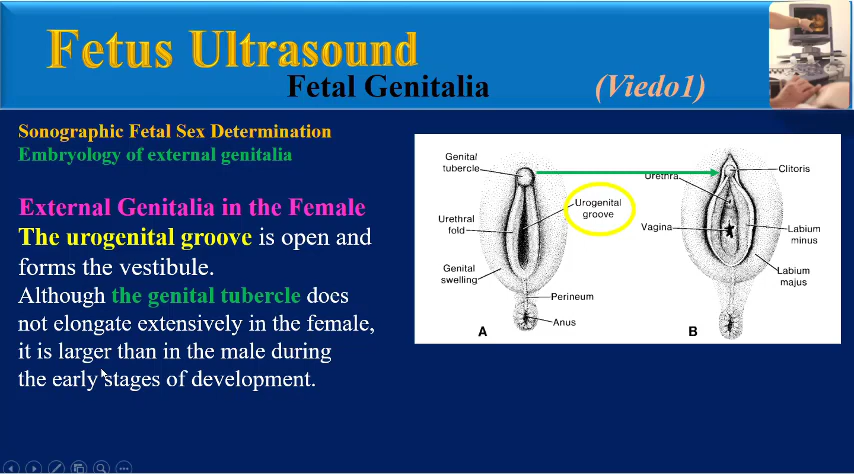 Fetus Ultrasound
Fetal Genitalia
(Viedo1)
Sonographic Fetal Sex Determination
Embryology of external genitalia
External Genitalia in the Female
The urogenital groove is open and
forms the vestibule.
Although the genital tubercle does
not elongate extensively in the female,
it is larger than in the male during
the early stages of development.
Genital
tubercle
Urogenital
groove
Urethral
fold
Genital
swelling
Perineum
Anus
A
Urethra
Clitoris
Vagina
Labium
minus
Labium
majus
B